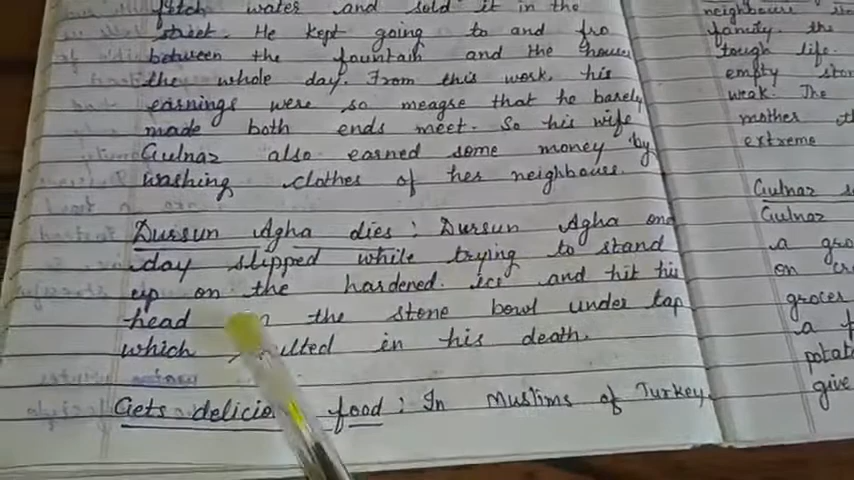 fetch water and sold it in the
street. He kept going to and fro
between the fountain and the houses
the whole day. From this work, his
earnings were so meagre that he barely
made both ends meet. So his wife
Gulnaz also earned some money by
washing clothes of her neighbours.
Dursun Agha dies: Dursun Agha one
day slipped while trying to stand
up on the hardened ice and hit his
head the stone bowl under tap
which in his death.
Gets food: In Muslims of Turkey,
neighbours
family. the
tough life.
empty
weak. The
mother
extreme
Gulnaz
Gulnaz
a
on
grocer
a
give